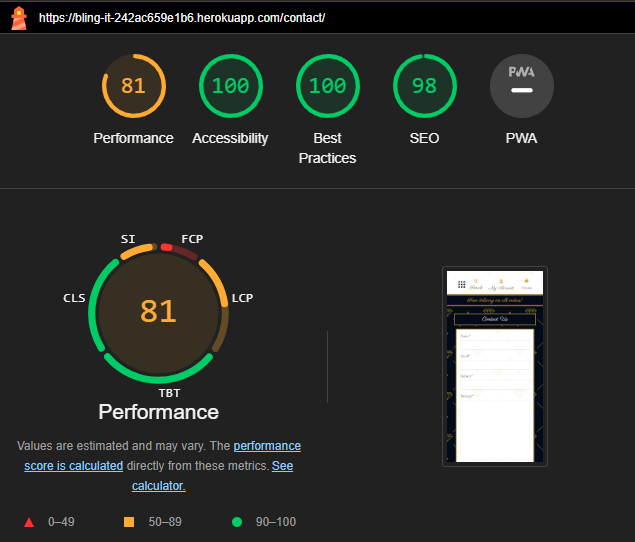 https://bling-it-242ac659e1b6.herokuapp.com/contact/
81
100
100
98
PWA
Performance
Accessibility
Best
Practices
SEO
PWA
SI
FCP
CLS
LCP
81
TBT
Performance
Values are estimated and may vary. The performance
score is calculated directly from these metrics. See
calculator.
0–49
50–89
90–100
My Account
Free delivery on all orders!
Contact Us